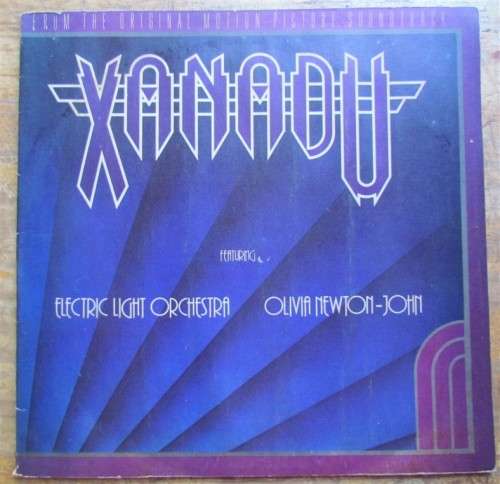 FROM THE ORIGINAL MOTION PICTURE SOUNDTRACK
XANADU
FEATURING
ELECTRIC LIGHT ORCHESTRA OLIVIA NEWTON-JOHN